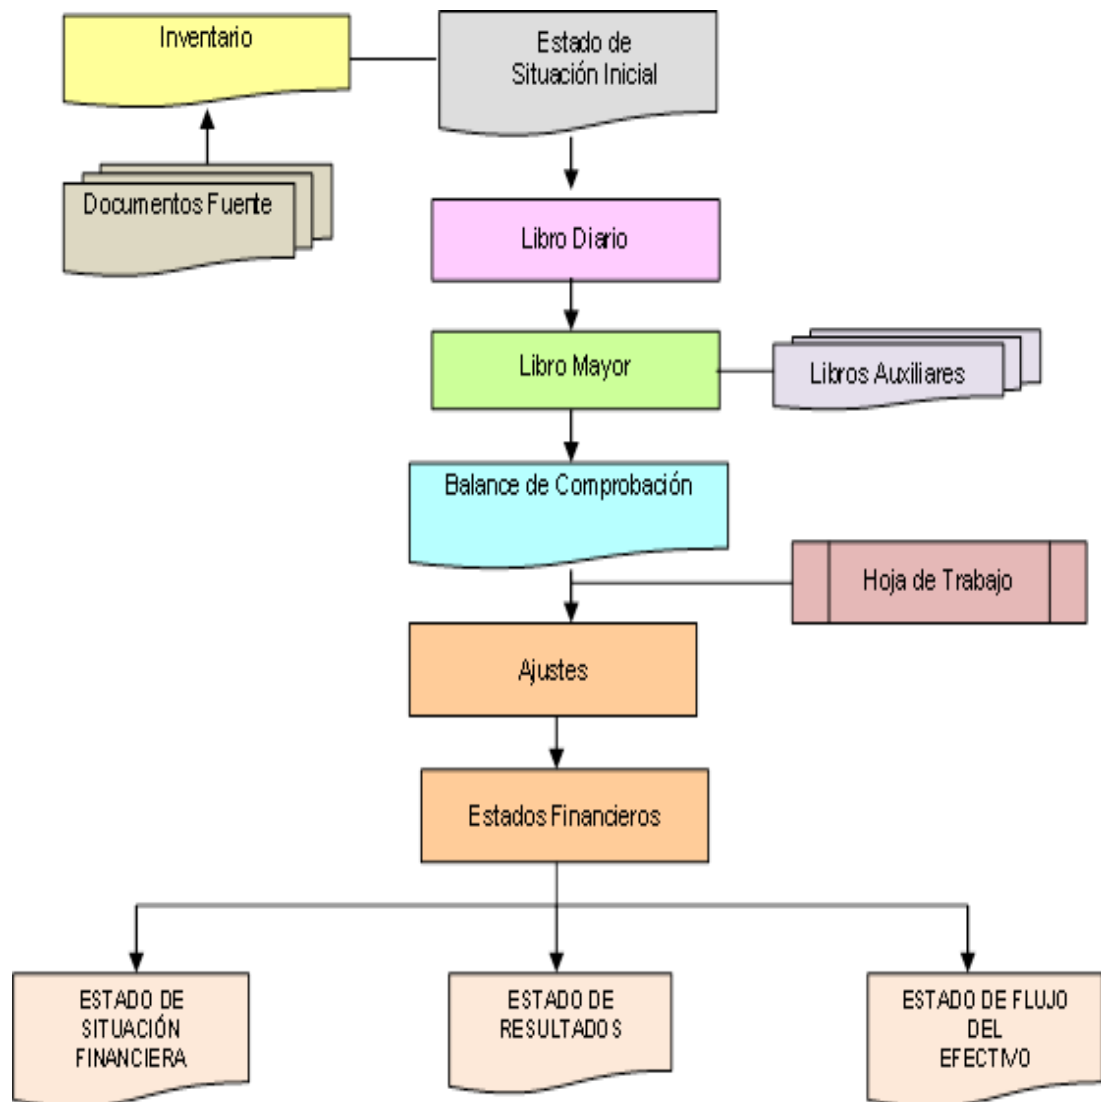 Inventario
Estado de
Situación Inicial
Documentos Fuente
Libro Diario
Libro Mayor
Libros Auxiliares
Balance de Comprobación
Hoja de Trabajo
Ajustes
Estados Financieros
ESTADO DE
SITUACIÓN
FINANCIERA
ESTADO DE
RESULTADOS
ESTADO DE FLUJO
DEL
EFECTIVO